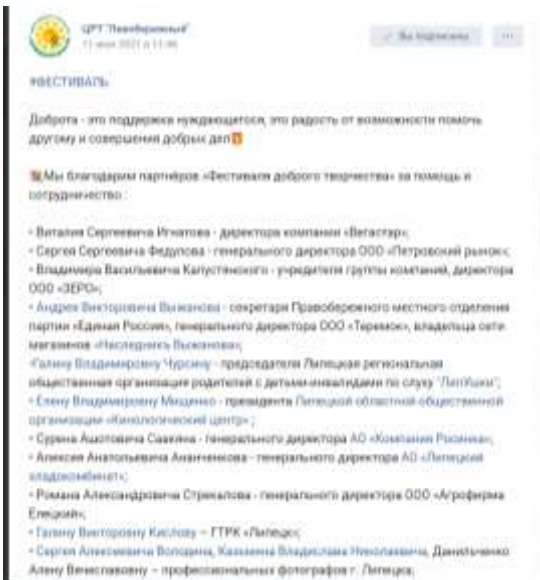 ЦРТ "Левобережный"
11 мая 2021 в 11:46
Вы подписаны
#ФЕСТИВАЛЬ
Доброта - это поддержка нуждающегося, это радость от возможности помочь
другому и совершения добрых дел
Мы благодарим партнёров «Фестиваля доброго творчества» за помощь и
сотрудничество :
• Виталия Сергеевича Игнатова - директора компании «Вегастар»;
• Сергея Сергеевича Федулова - генерального директора ООО «Петровский рынок»;
• Владимира Васильевича Капустянского - учредителя группы компаний, директора
ООО «ЗЕРО»;
• Андрея Викторовича Выжанова - секретаря Правобережного местного отделения
партии «Единая Россия», генерального директора ООО «Теремок», владельца сети
магазинов «Наследникъ Выжанова»;
•Галину Владимировну Чурсину - председателя Липецкая региональная
общественная организация родителей с детьми-инвалидами по слуху "ЛипУшки";
• Елену Владимировну Мищенко - президента Липецкой областной общественной
организации «Кинологический центр» ;
• Сурена Ашотовича Саакяна - генерального директора АО «Компания Росинка»;
• Алексея Анатольевича Ананченкова - генерального директора АО «Липецкий
хладокомбинат»;
• Романа Александровича Стрекалова - генерального директора ООО «Агрофирма
Елецкий»;
• Галину Викторовну Кислову – ГТРК «Липецк»;
• Сергея Алексеевича Володина, Казьмина Владислава Николаевича, Данильченко
Алену Вячеславовну – профессиональных фотографов г. Липецка;